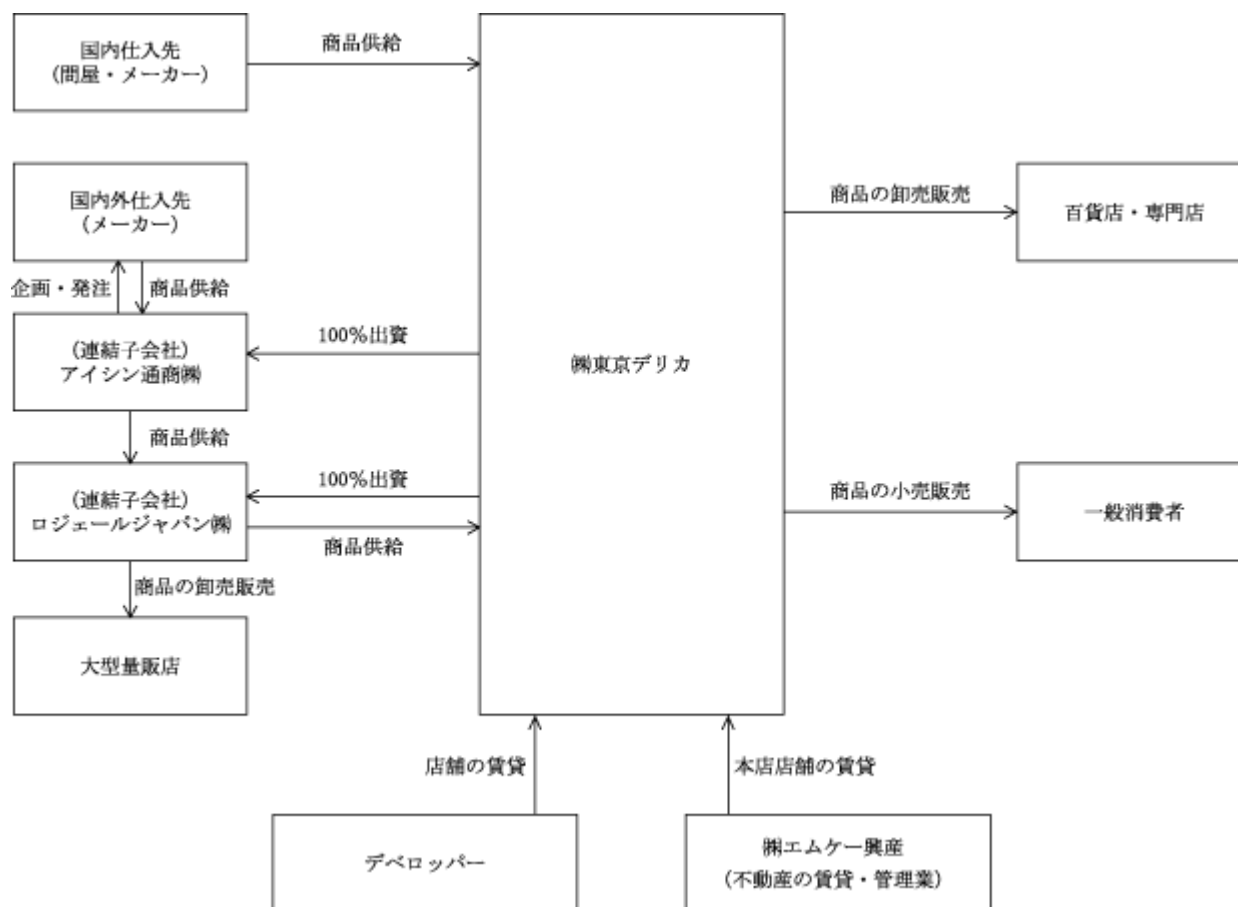 国内仕入先
(問屋・メーカー)
商品供給
国内外仕入先
(メーカー)
企画・発注
商品供給
(連結子会社)
アイシン通商㈱
100%出資
商品供給
(連結子会社)
ロジェールジャパン㈱
100%出資
商品供給
商品の卸売販売
大型量販店
㈱東京デリカ
商品の卸売販売
百貨店・専門店
商品の小売販売
一般消費者
店舗の賃貸
本店店舗の賃貸
デベロッパー
㈱エムケー興産
(不動産の賃貸・管理業)